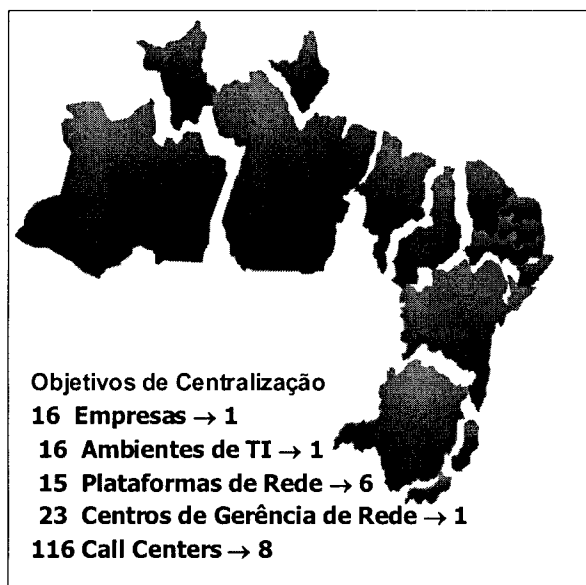 Objetivos de Centralização
16 Empresas → 1
16 Ambientes de TI → 1
15 Plataformas de Rede → 6
23 Centros de Gerência de Rede → 1
116 Call Centers → 8